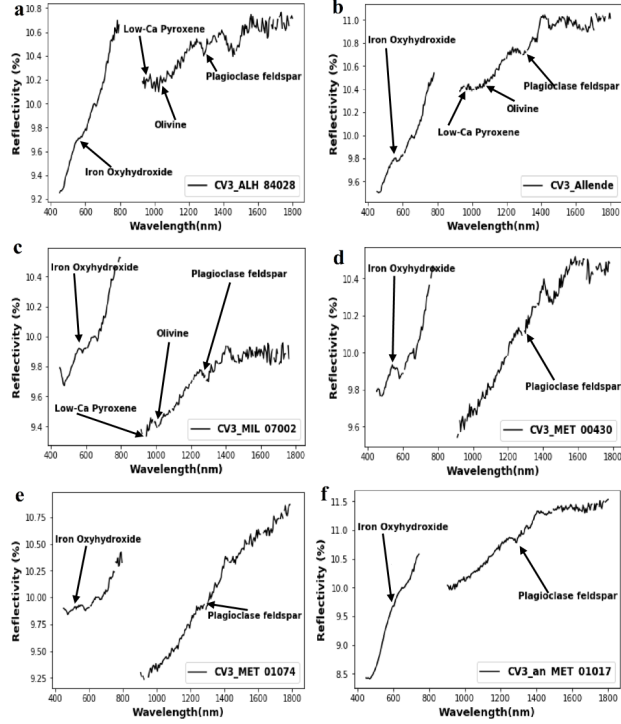 a
10.8
10.6
10.4
10.2
10.0
9.8
9.6
9.4
9.2
Reflectivity (%)
Low-Ca Pyroxene
Plagioclase feldspar
Olivine
Iron Oxyhydroxide
CV3_ALH 84028
400 600 800 1000 1200 1400 1600 1800
Wavelength(nm)
b
11.0
10.8
10.6
10.4
10.2
10.0
9.8
9.6
Reflectivity (%)
Iron Oxyhydroxide
Plagioclase feldspar
Olivine
Low-Ca Pyroxene
CV3_Allende
400 600 800 1000 1200 1400 1600 1800
Wavelength(nm)
c
10.4
10.2
10.0
9.8
9.6
9.4
Reflectivity (%)
Iron Oxyhydroxide
Plagioclase feldspar
Olivine
Low-Ca Pyroxene
CV3_MIL 07002
400 600 800 1000 1200 1400 1600 1800
Wavelength(nm)
d
10.4
10.2
10.0
9.8
9.6
Reflectivity (%)
Iron Oxyhydroxide
Plagioclase feldspar
CV3_MET 00430
400 600 800 1000 1200 1400 1600 1800
Wavelength(nm)
e
10.75
10.50
10.25
10.00
9.75
9.50
9.25
Reflectivity (%)
Iron Oxyhydroxide
Plagioclase feldspar
CV3_MET 01074
400 600 800 1000 1200 1400 1600 1800
Wavelength(nm)
f
11.5
11.0
10.5
10.0
9.5
9.0
8.5
Reflectivity (%)
Iron Oxyhydroxide
Plagioclase feldspar
CV3_an MET 01017
400 600 800 1000 1200 1400 1600 1800
Wavelength(nm)